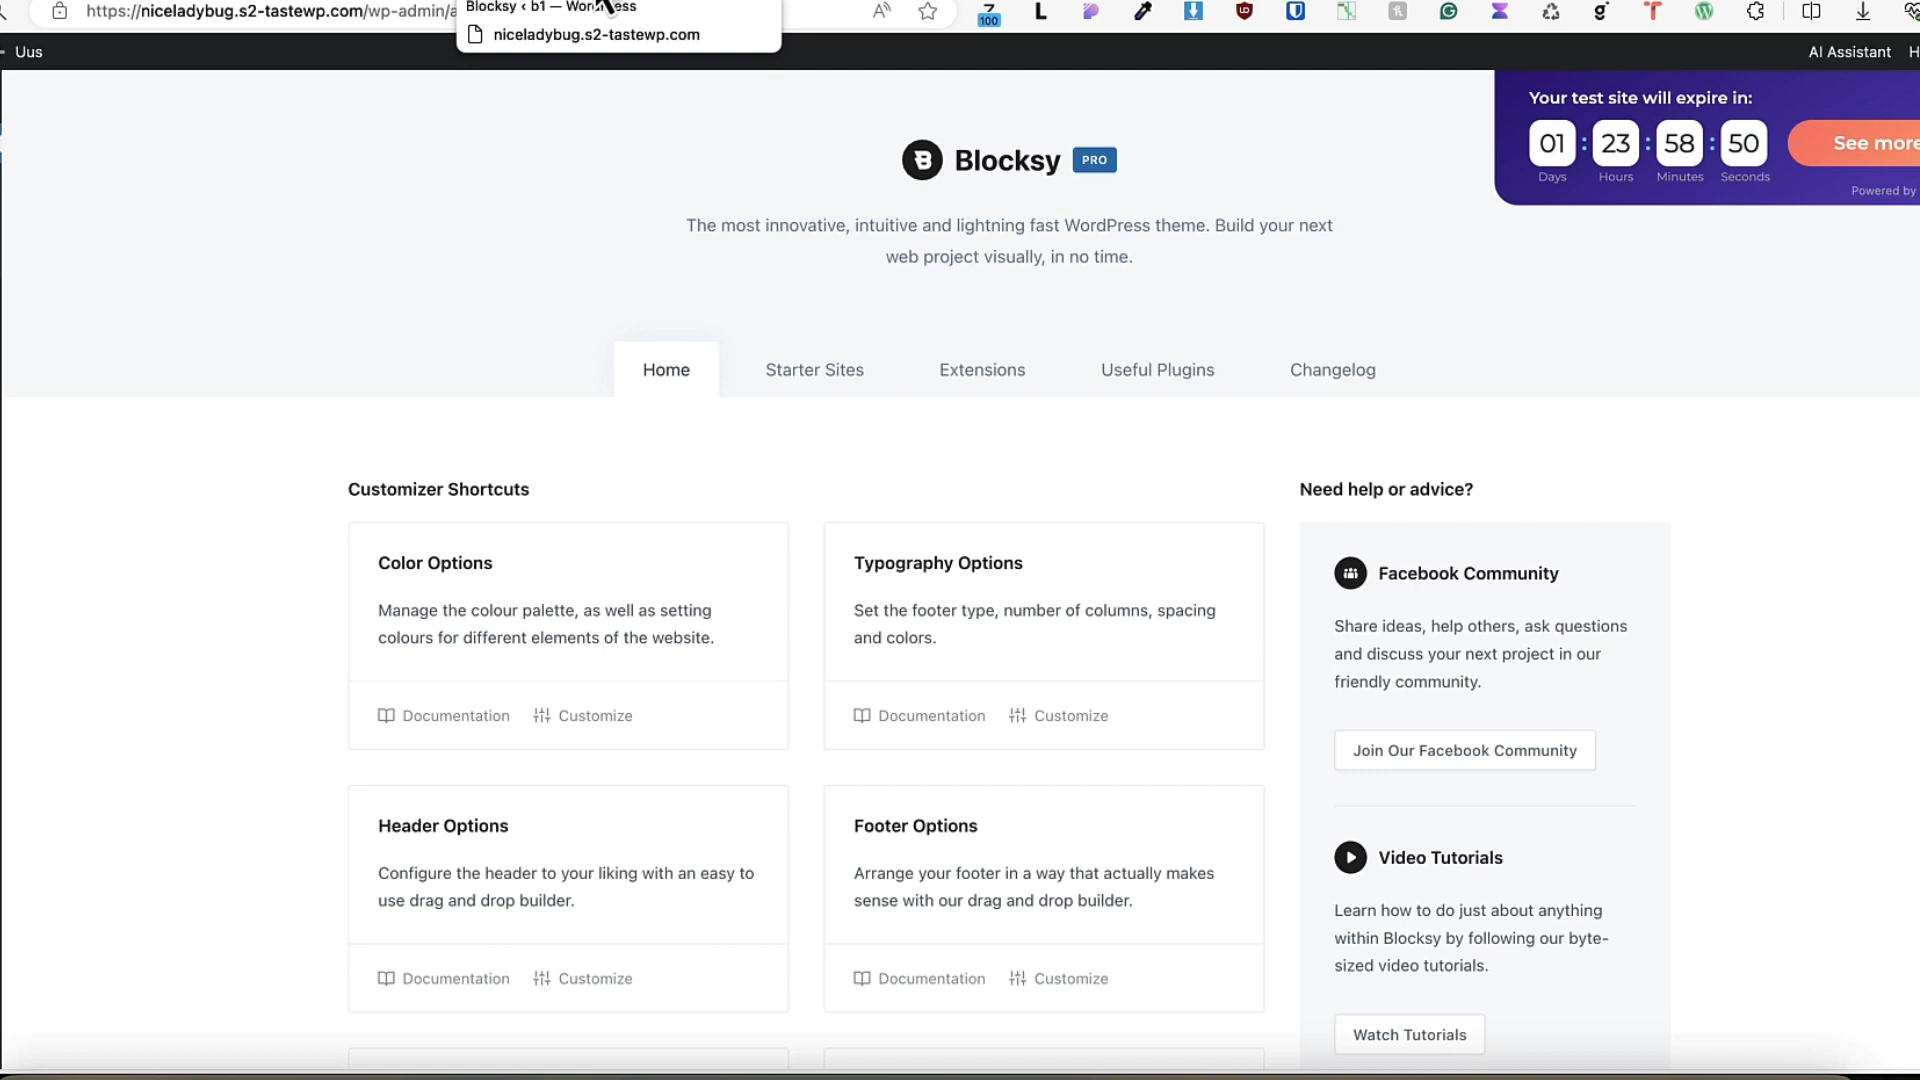 https://niceladybug.s2-tastewp.com/wp-admin/a
Blocksy ‹ b1 — WordPress
niceladybug.s2-tastewp.com
100
Uus
AI Assistant
H
Your test site will expire in:
01 : 23 : 58 : 50
Days Hours Minutes Seconds
See more
Powered by
Blocksy PRO
The most innovative, intuitive and lightning fast WordPress theme. Build your next
web project visually, in no time.
Home Starter Sites Extensions Useful Plugins Changelog
Customizer Shortcuts
Color Options
Manage the colour palette, as well as setting
colours for different elements of the website.
Documentation Customize
Typography Options
Set the footer type, number of columns, spacing
and colors.
Documentation Customize
Header Options
Configure the header to your liking with an easy to
use drag and drop builder.
Documentation Customize
Footer Options
Arrange your footer in a way that actually makes
sense with our drag and drop builder.
Documentation Customize
Need help or advice?
Facebook Community
Share ideas, help others, ask questions
and discuss your next project in our
friendly community.
Join Our Facebook Community
Video Tutorials
Learn how to do just about anything
within Blocksy by following our byte-
sized video tutorials.
Watch Tutorials